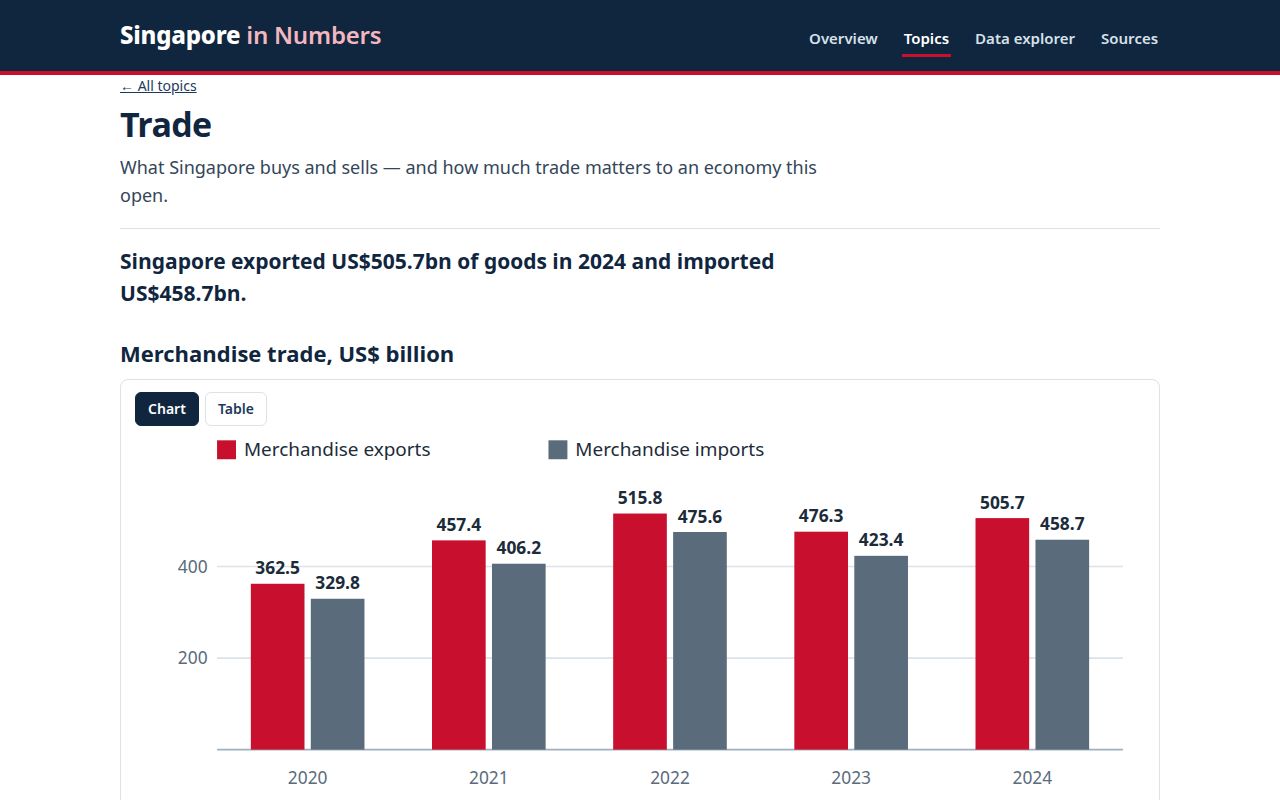 Singapore in Numbers
Overview
Topics
Data explorer
Sources
← All topics
Trade
What Singapore buys and sells — and how much trade matters to an economy this
open.
Singapore exported US$505.7bn of goods in 2024 and imported
US$458.7bn.
Merchandise trade, US$ billion
Chart
Table
Merchandise exports
Merchandise imports
400
200
362.5
329.8
457.4
406.2
515.8
475.6
476.3
423.4
505.7
458.7
2020
2021
2022
2023
2024